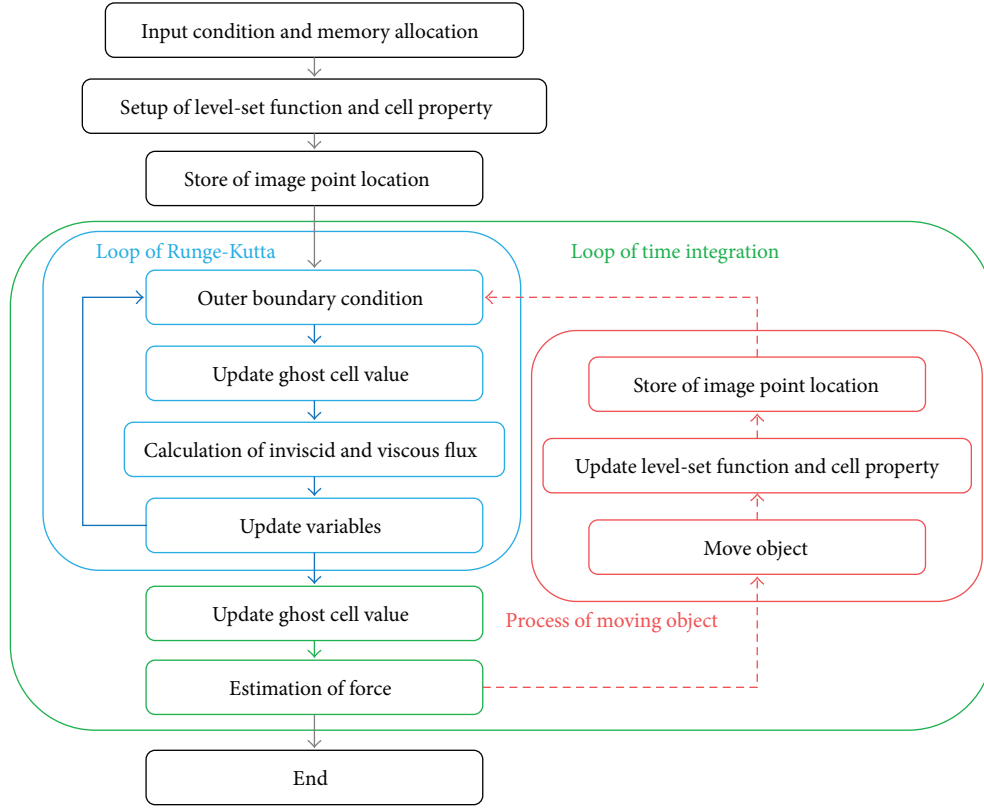 Input condition and memory allocation
Setup of level-set function and cell property
Store of image point location
Loop of Runge-Kutta
Loop of time integration
Outer boundary condition
Update ghost cell value
Calculation of inviscid and viscous flux
Update variables
Store of image point location
Update level-set function and cell property
Move object
Process of moving object
Update ghost cell value
Estimation of force
End